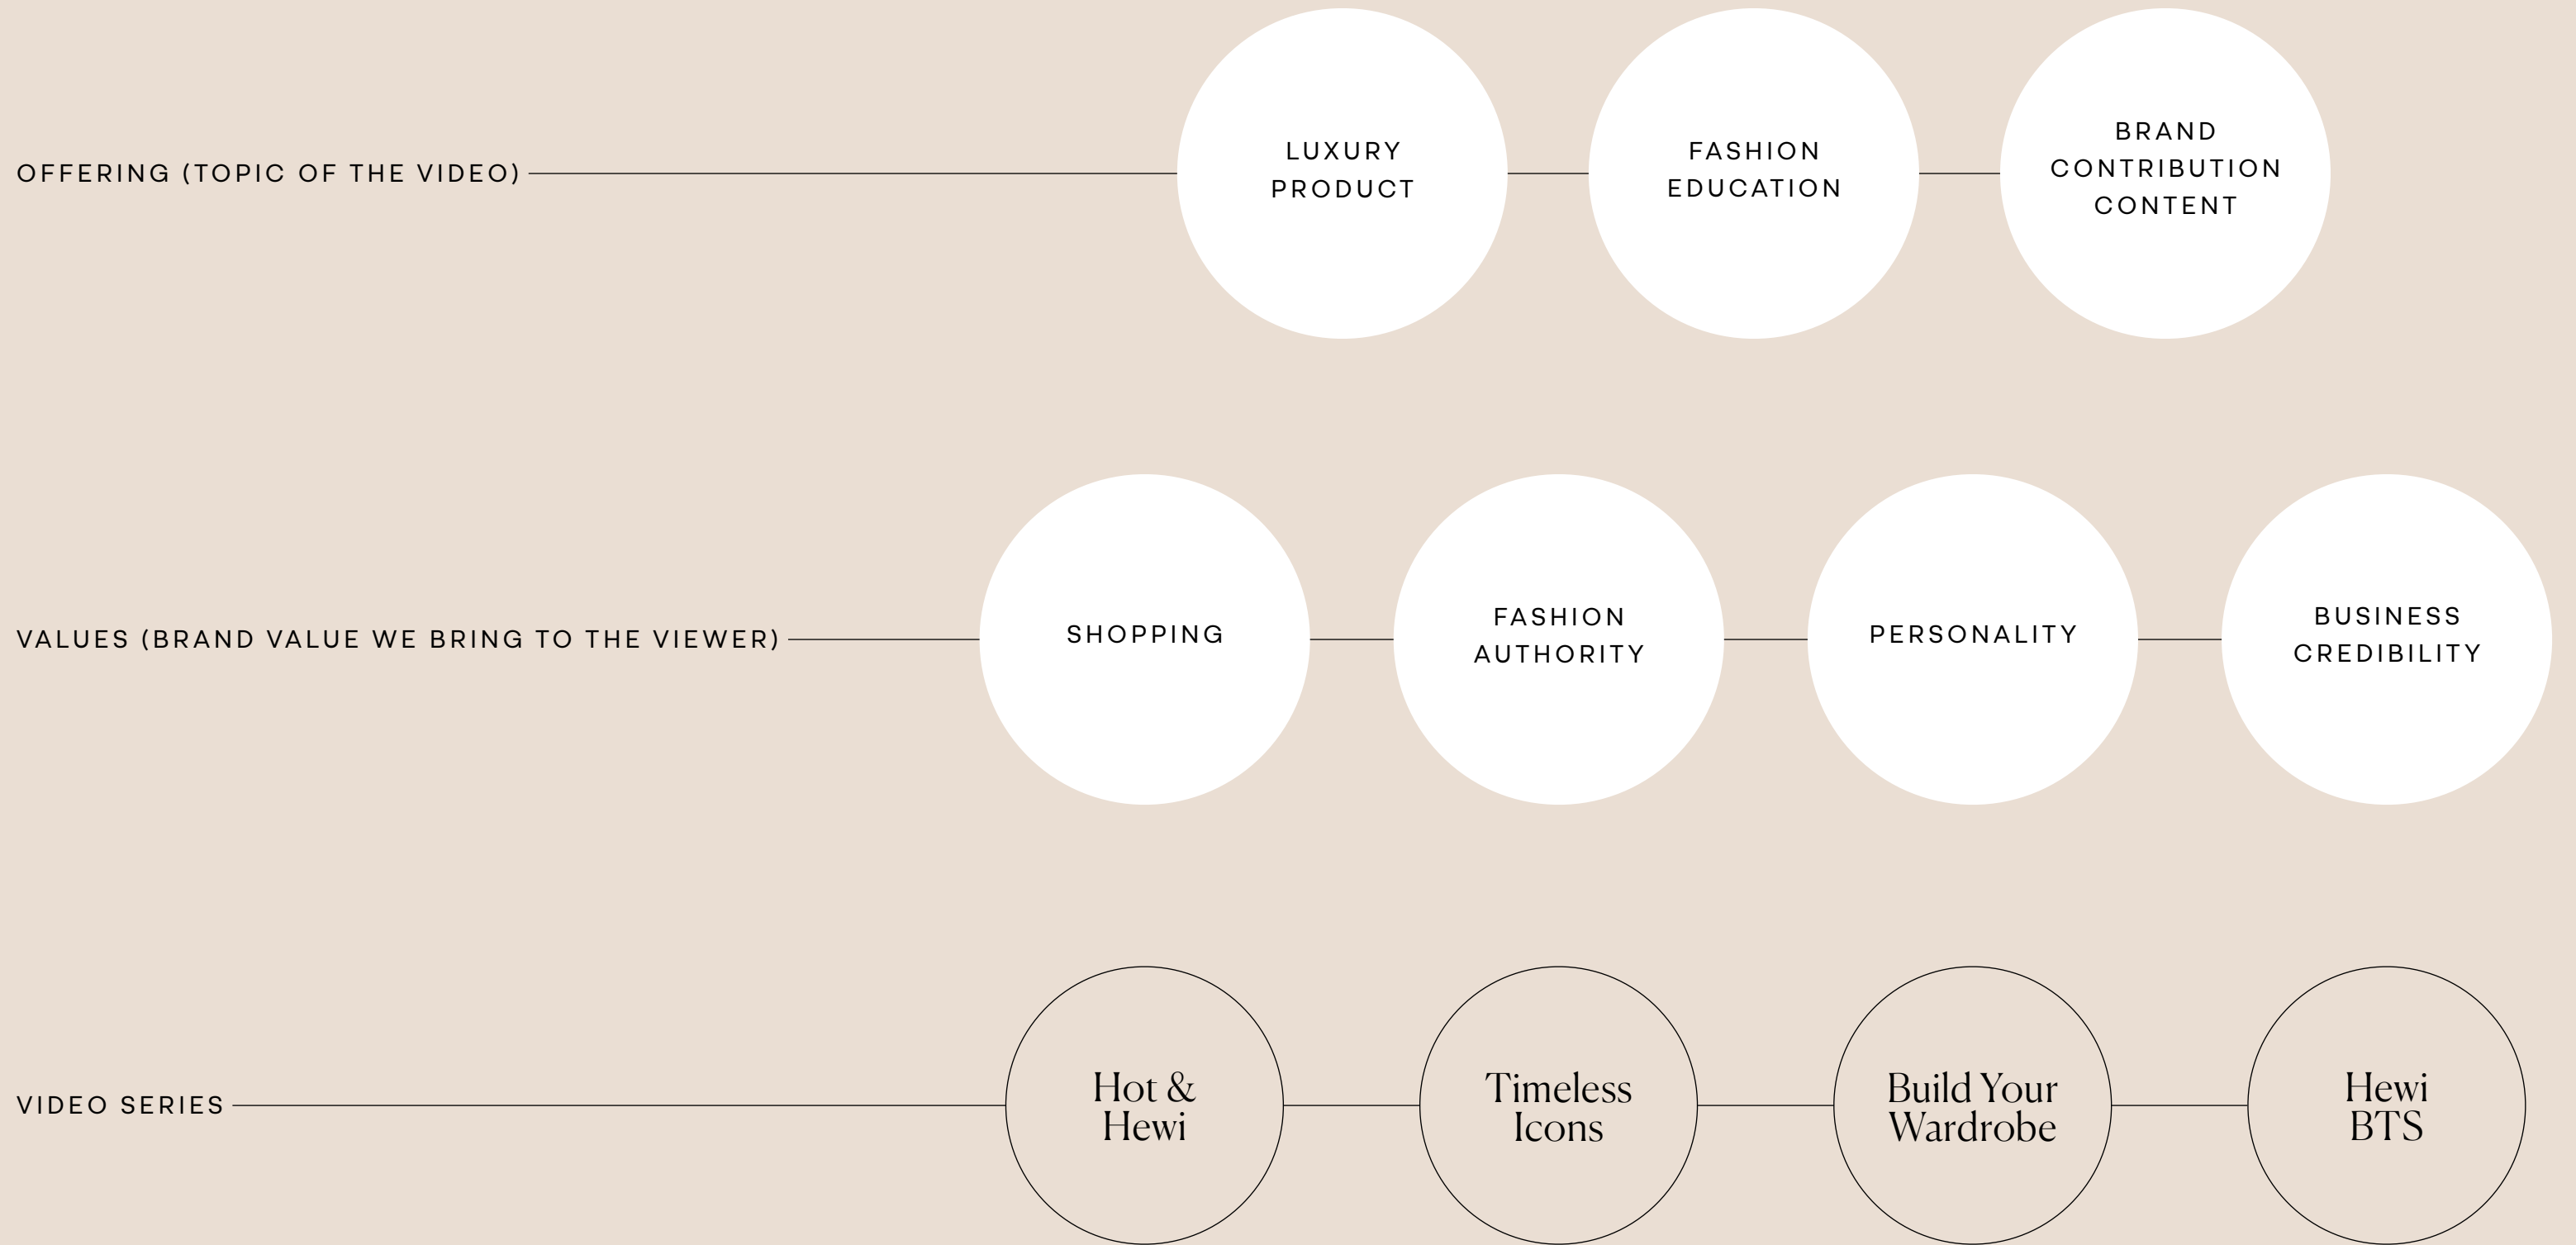 OFFERING (TOPIC OF THE VIDEO)
LUXURY
PRODUCT
FASHION
EDUCATION
BRAND
CONTRIBUTION
CONTENT
VALUES (BRAND VALUE WE BRING TO THE VIEWER)
SHOPPING
FASHION
AUTHORITY
PERSONALITY
BUSINESS
CREDIBILITY
VIDEO SERIES
Hot &
Hewi
Timeless
Icons
Build Your
Wardrobe
Hewi
BTS